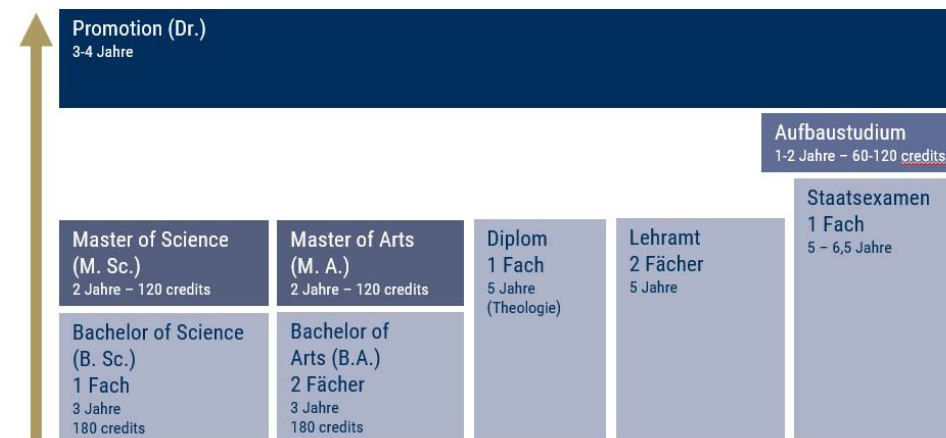 Promotion (Dr.)
3-4 Jahre
Aufbaustudium
1-2 Jahre – 60-120 credits
Staatsexamen
1 Fach
5 – 6,5 Jahre
Master of Science
(M. Sc.)
2 Jahre – 120 credits
Master of Arts
(M. A.)
2 Jahre – 120 credits
Diplom
1 Fach
5 Jahre
(Theologie)
Lehramt
2 Fächer
5 Jahre
Bachelor of Science
(B. Sc.)
1 Fach
3 Jahre
180 credits
Bachelor of
Arts (B.A.)
2 Fächer
3 Jahre
180 credits